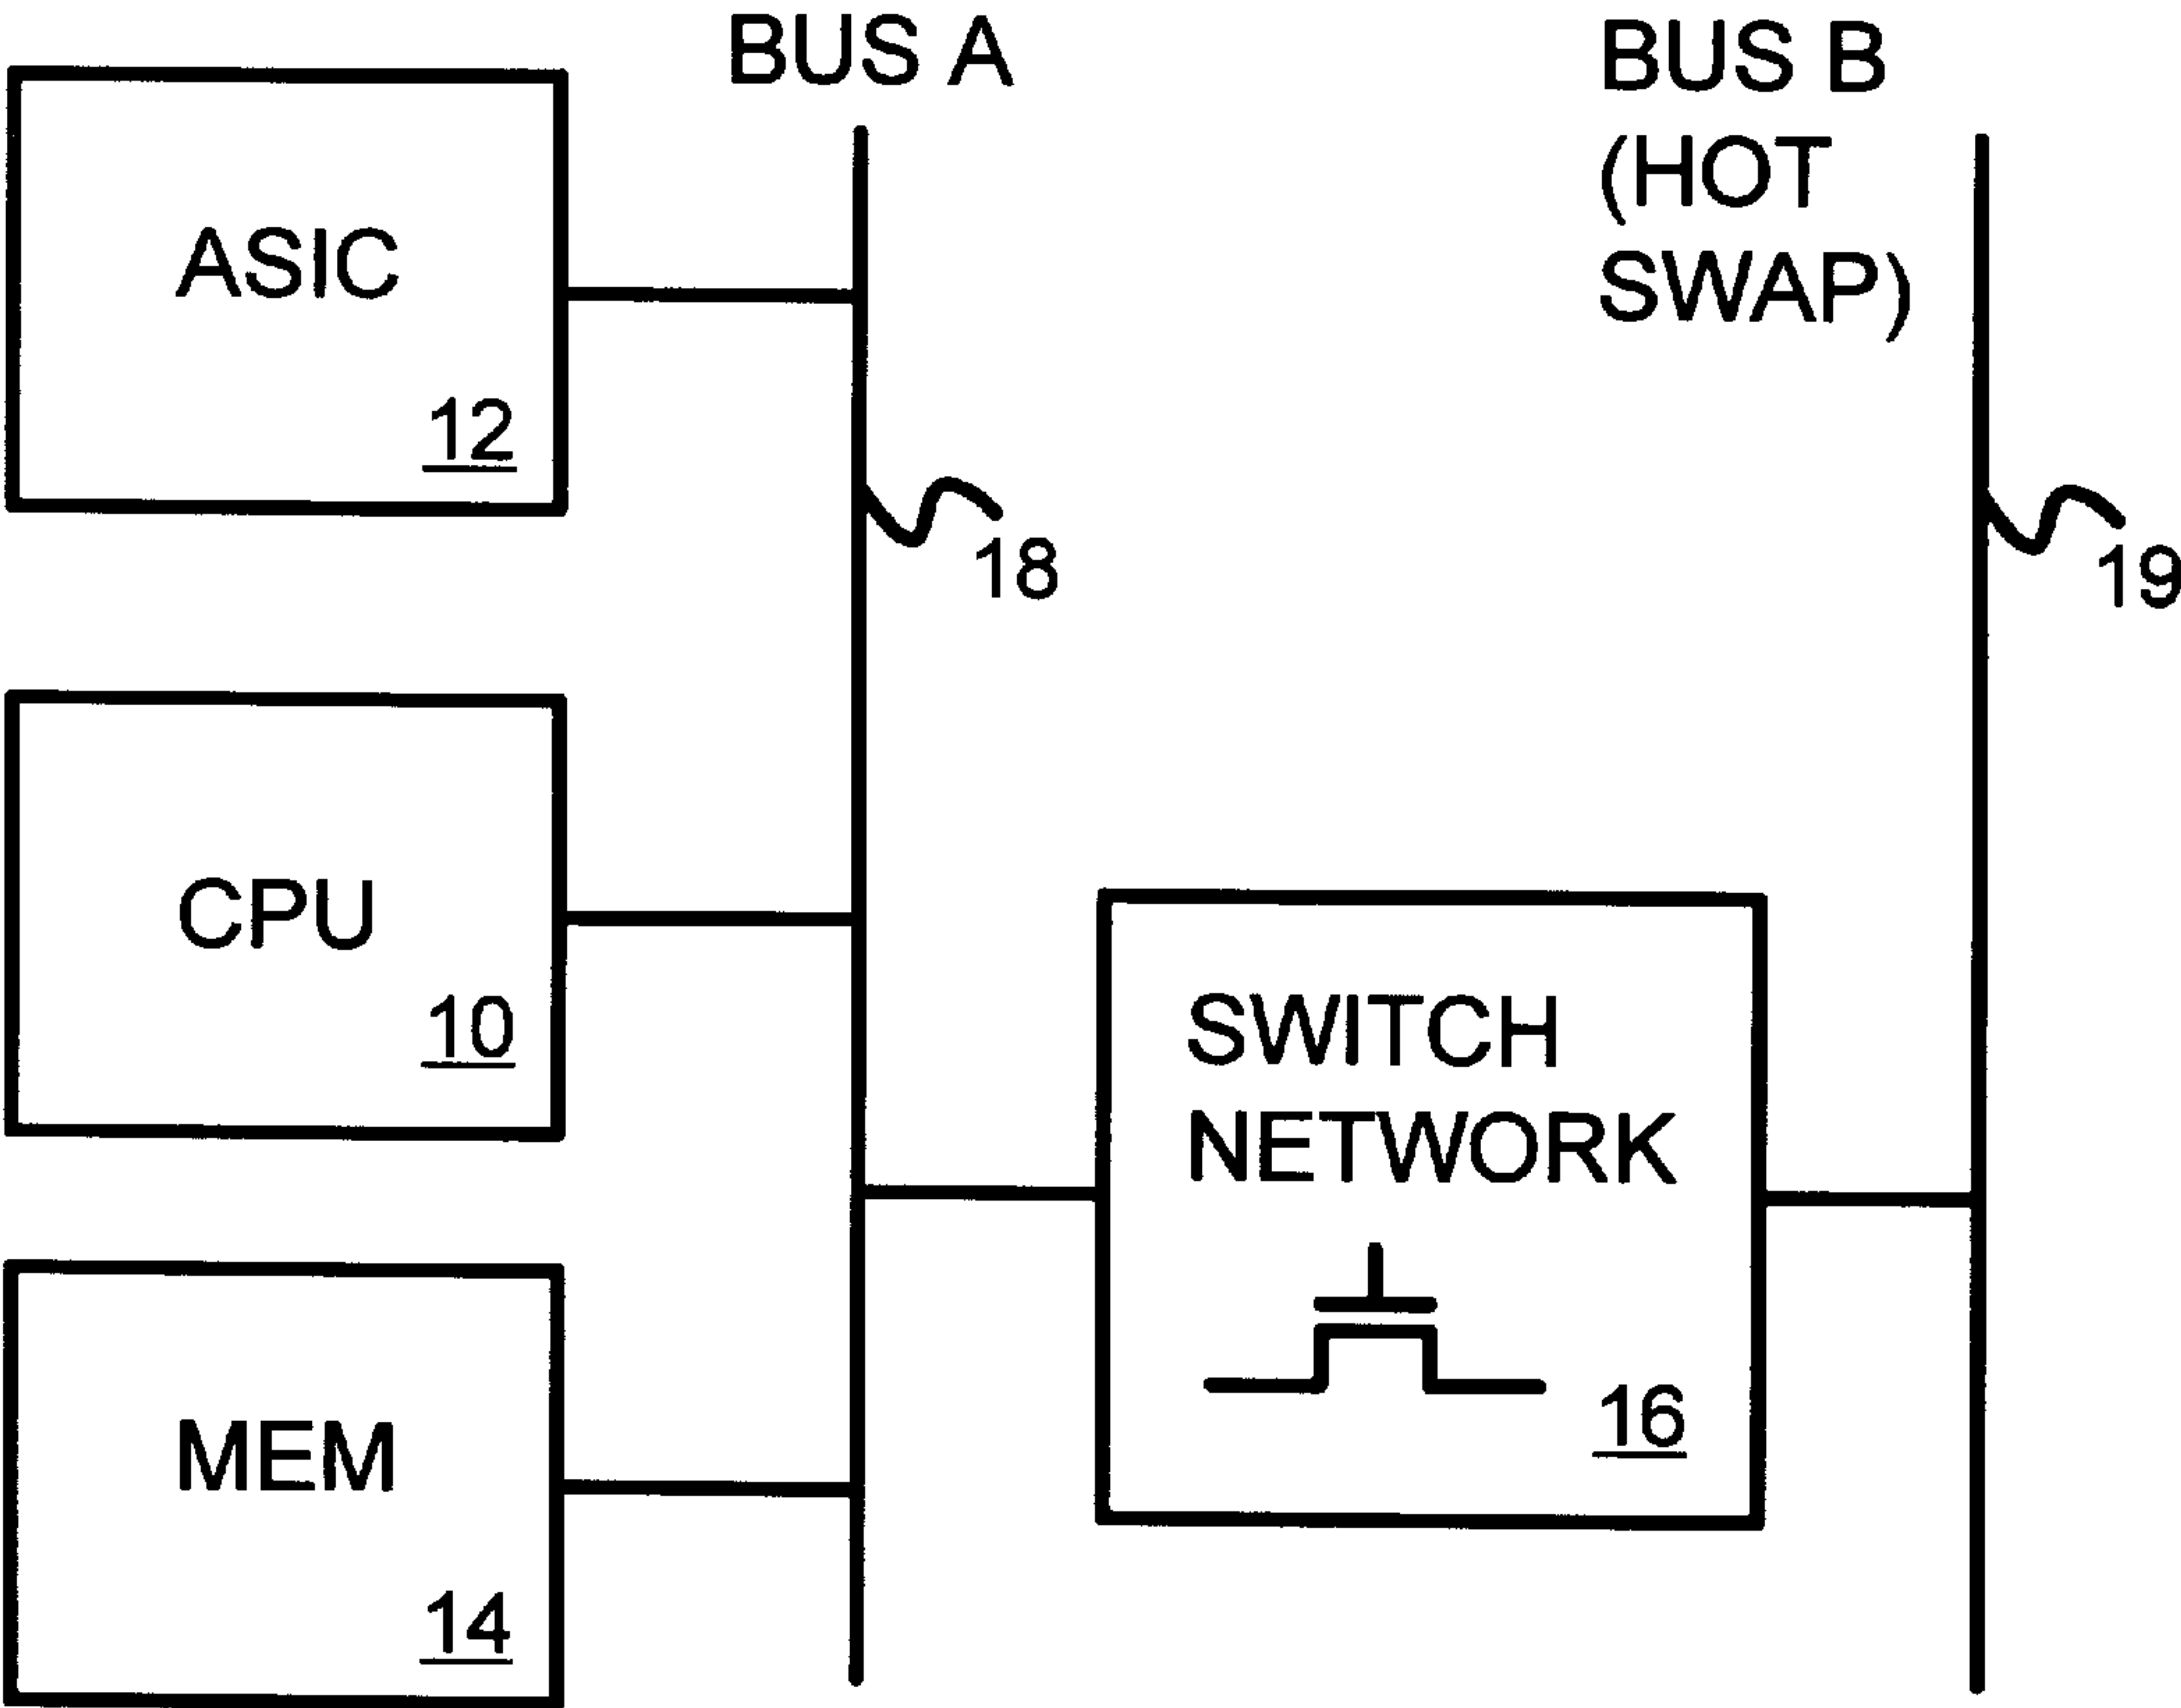 BUS A
BUS B
(HOT
SWAP)
ASIC
12
18
19
CPU
10
SWITCH
NETWORK
16
MEM
14